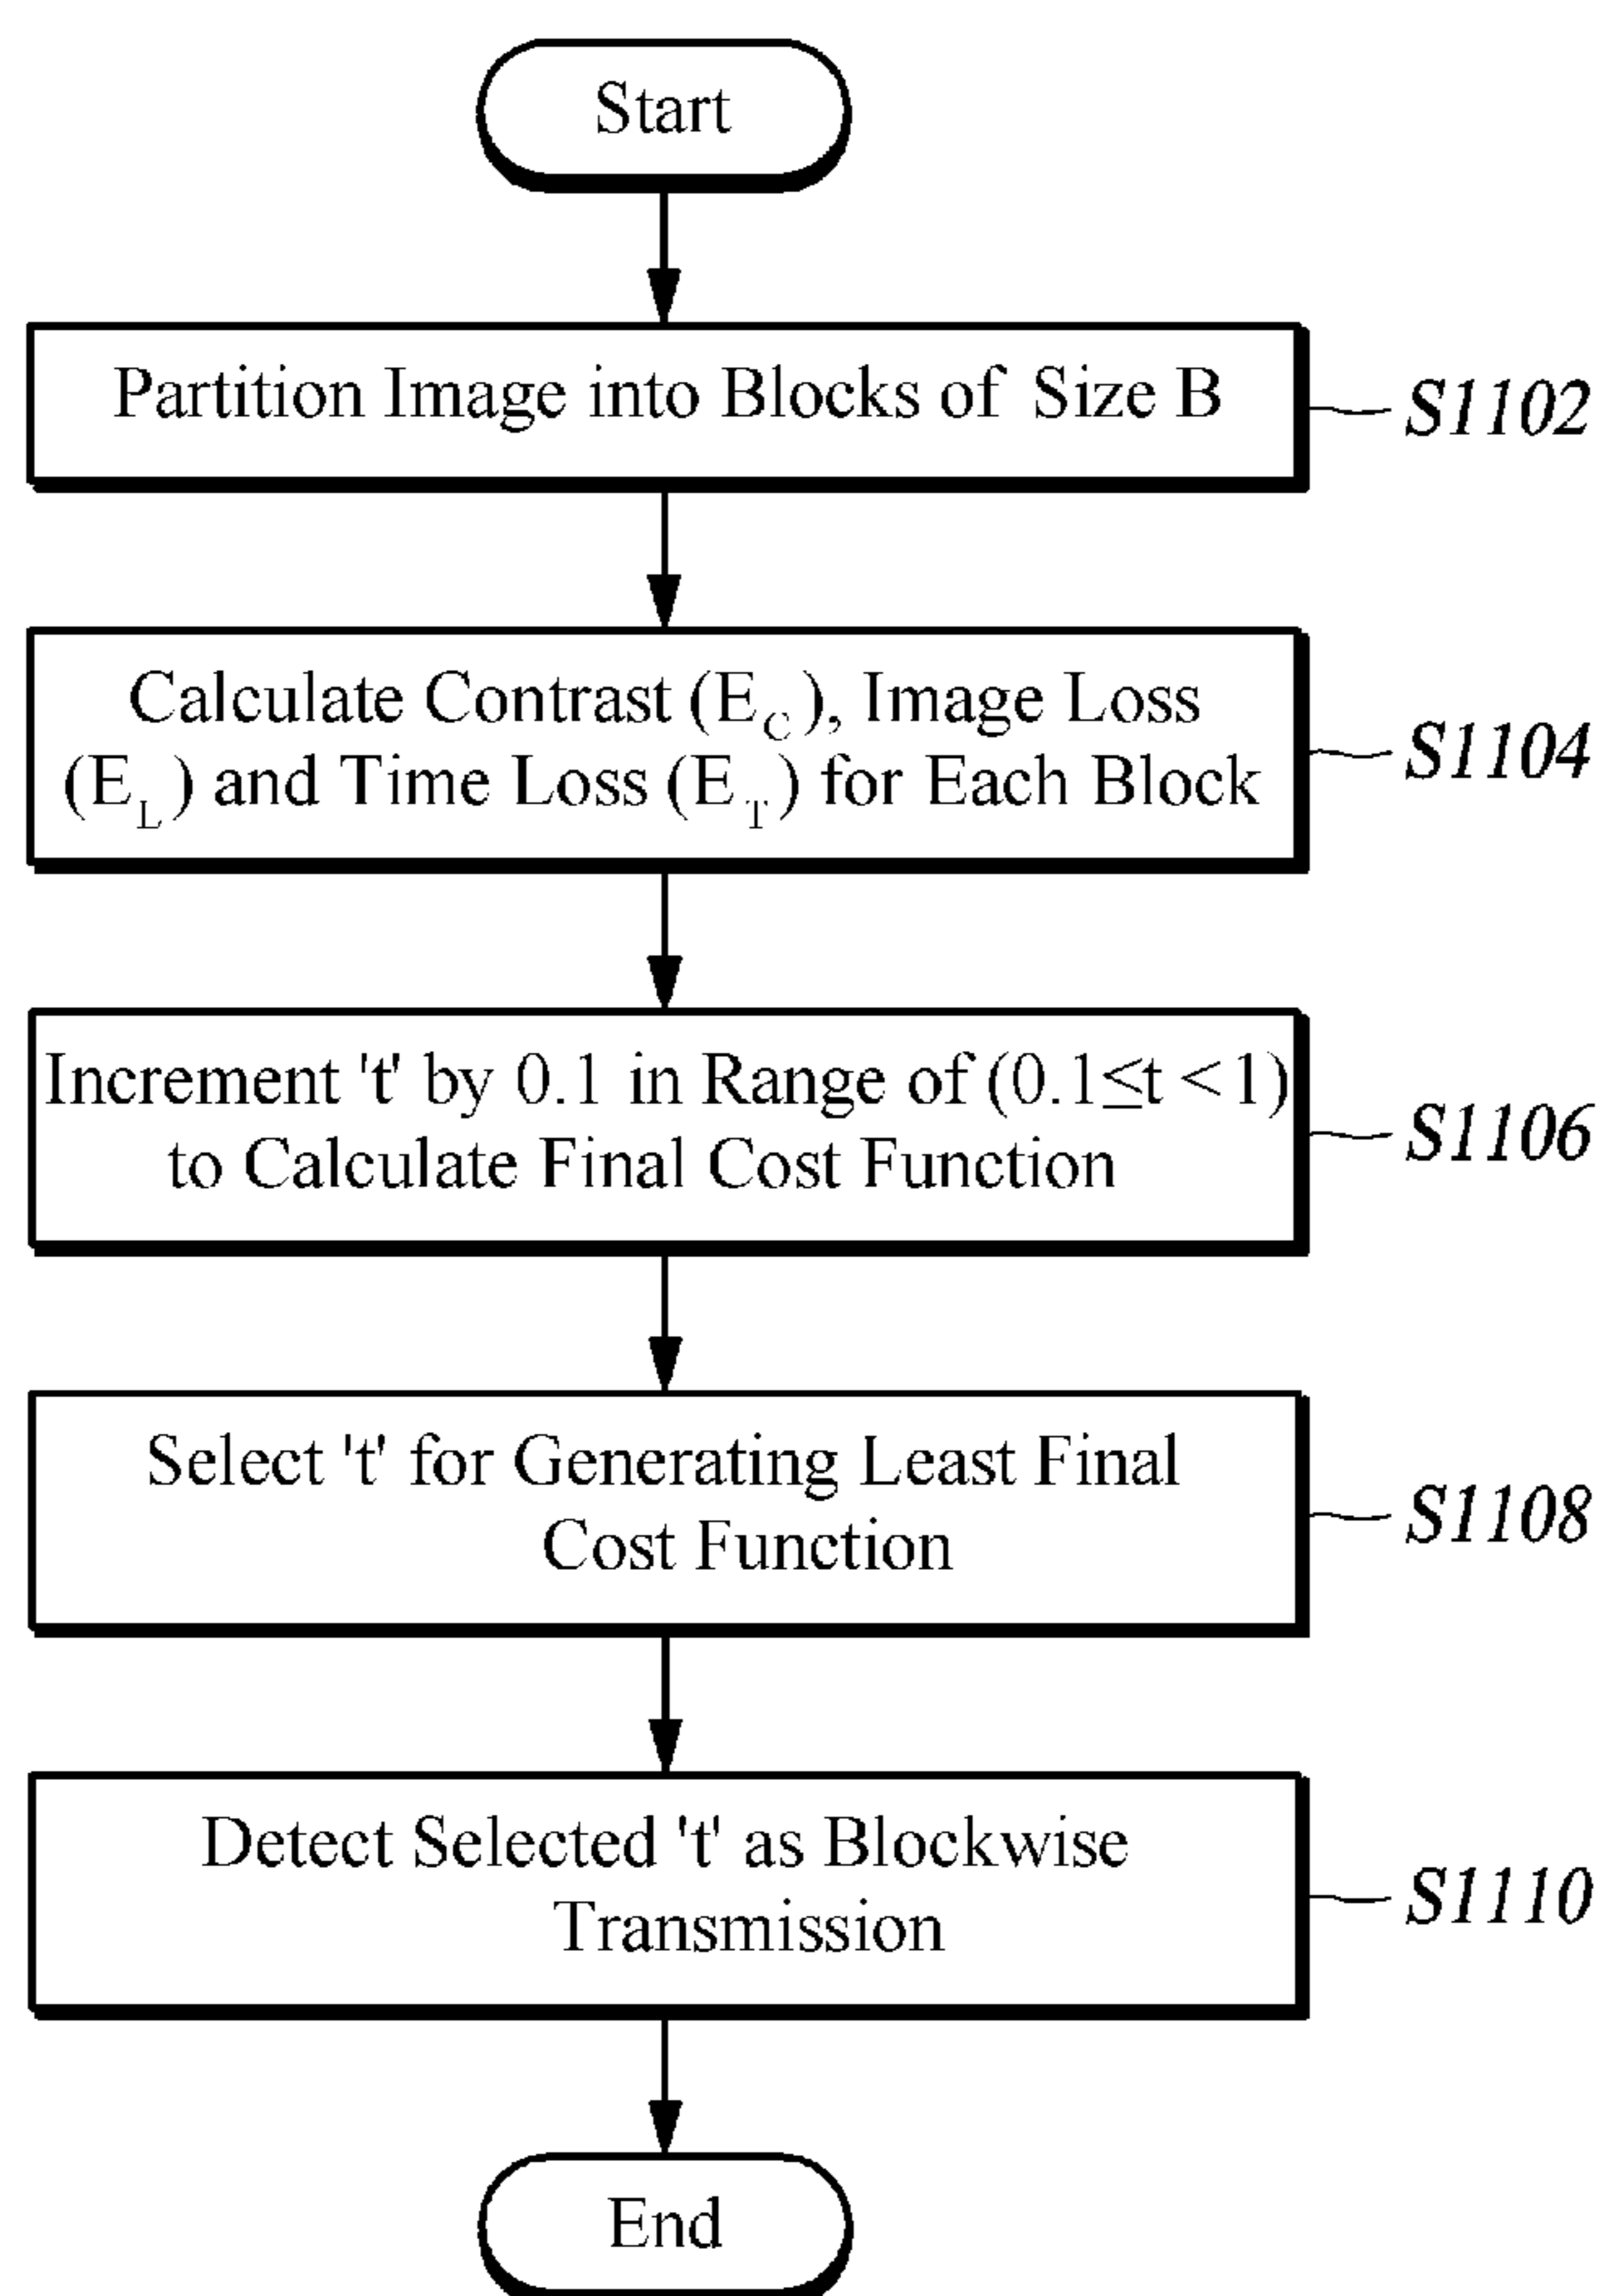 Start
Partition Image into Blocks of Size B
S1102
Calculate Contrast (E_C), Image Loss
(E_L) and Time Loss (E_T) for Each Block
S1104
Increment 't' by 0.1 in Range of (0.1≤t <1)
to Calculate Final Cost Function
S1106
Select 't' for Generating Least Final
Cost Function
S1108
Detect Selected 't' as Blockwise
Transmission
S1110
End